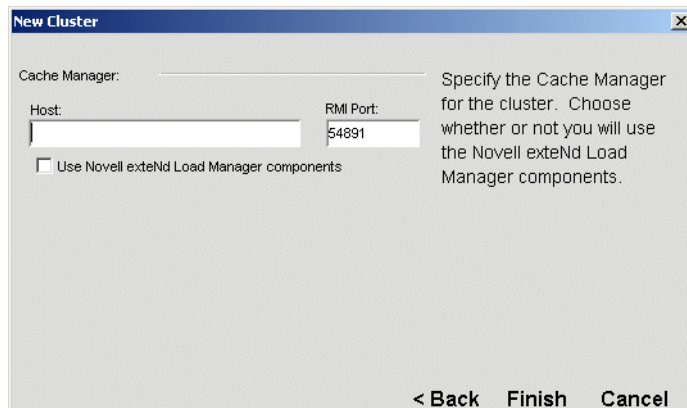 New Cluster
Cache Manager:
Host:
RMI Port:
54891
Use Novell exteNd Load Manager components
Specify the Cache Manager
for the cluster. Choose
whether or not you will use
the Novell exteNd Load
Manager components.
< Back Finish Cancel